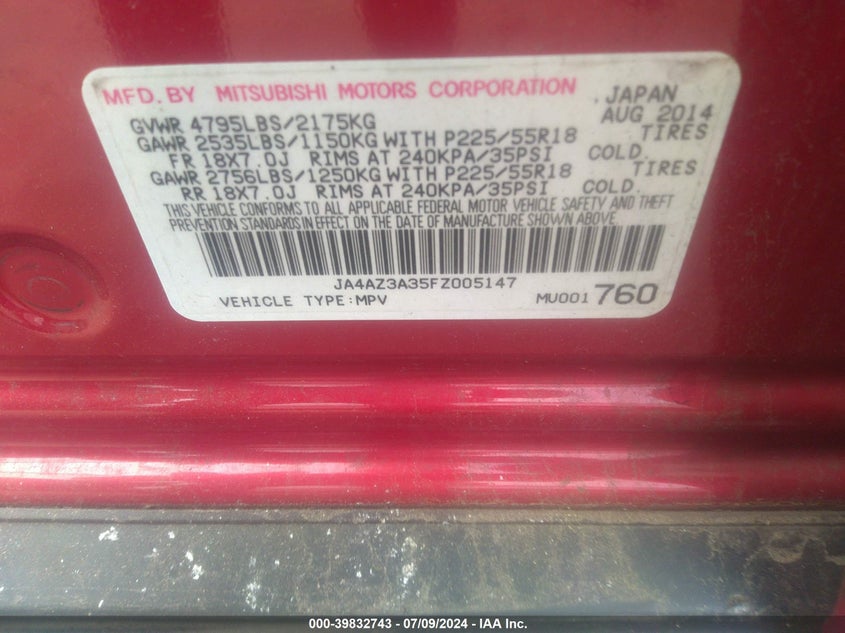 MFD. BY MITSUBISHI MOTORS CORPORATION , JAPAN
GVWR 4795LBS/2175KG AUG 2014
GAWR 2535LBS/1150KG WITH P225/55R18 TIRES
FR 18X7.0J RIMS AT 240KPA/35PSI COLD.
GAWR 2756LBS/1250KG WITH P225/55R18 TIRES
RR 18X7.0J RIMS AT 240KPA/35PSI COLD.
THIS VEHICLE CONFORMS TO ALL APPLICABLE FEDERAL MOTOR VEHICLE SAFETY AND THEFT
PREVENTION STANDARDS IN EFFECT ON THE DATE OF MANUFACTURE SHOWN ABOVE.
JA4AZ3A35FZ005147
VEHICLE TYPE:MPV MU001 760
000-39832743 / 07/09/2024 - IAA Inc.